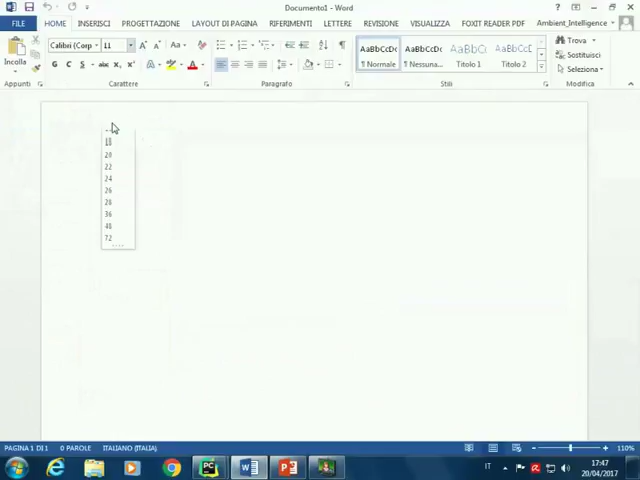 Documento1 - Word
FILE HOME INSERISCI PROGETTAZIONE LAYOUT DI PAGINA RIFERIMENTI LETTERE REVISIONE VISUALIZZA FOXIT READER PDF Ambient_Intelligence
Incolla
Calibri (Corp 11
G C S abc
AaBbCcDc AaBbCcDc AaBbC AaBbCcD
¶ Normale ¶ Nessuna... Titolo 1 Titolo 2
Trova
Sostituisci
Seleziona
Appunti Carattere Paragrafo Stili Modifica
18
20
22
24
26
28
36
48
72
PAGINA 1 DI 1 0 PAROLE ITALIANO (ITALIA) 110%
IT 17:47
20/04/2017